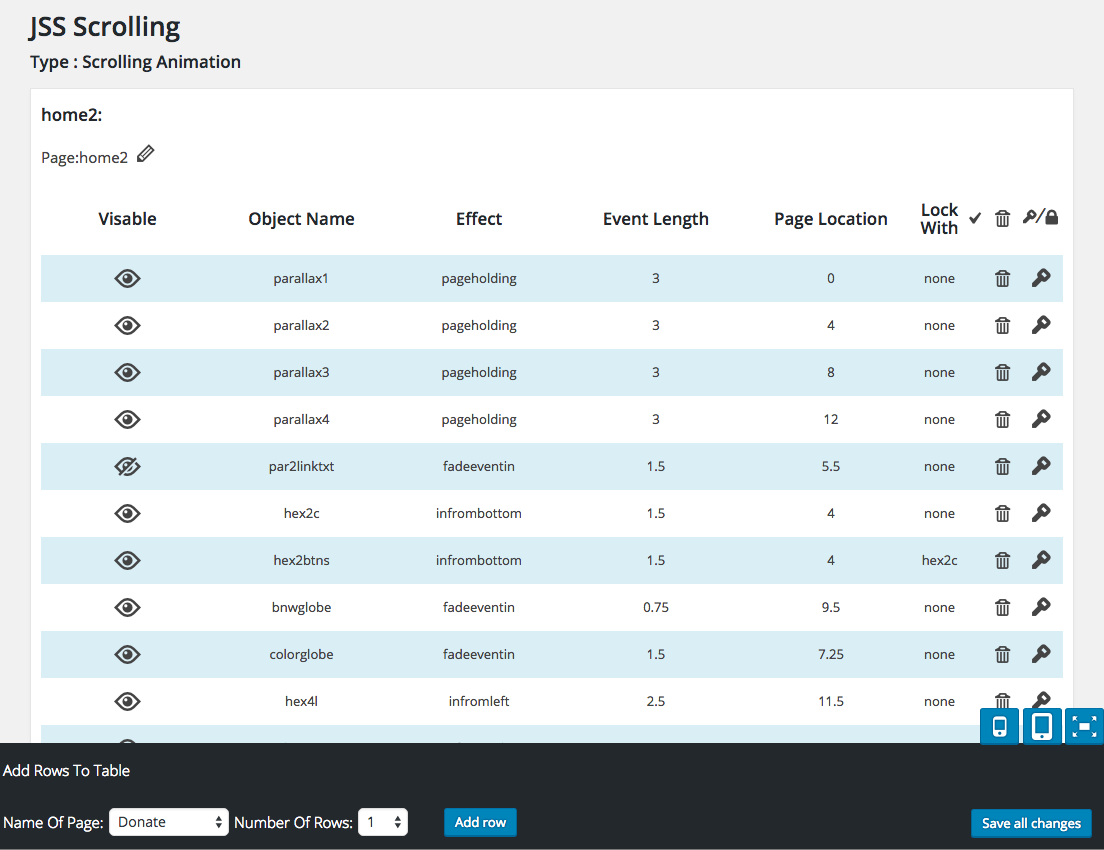 JSS Scrolling
Type : Scrolling Animation
home2:
Page:home2
Visable Object Name Effect Event Length Page Location Lock With /
parallax1 pageholding 3 0 none
parallax2 pageholding 3 4 none
parallax3 pageholding 3 8 none
parallax4 pageholding 3 12 none
par2linktxt fadeeventin 1.5 5.5 none
hex2c infrombottom 1.5 4 none
hex2btns infrombottom 1.5 4 hex2c
bnwglobe fadeeventin 0.75 9.5 none
colorglobe fadeeventin 1.5 7.25 none
hex4l infromleft 2.5 11.5 none
Add Rows To Table
Name Of Page: Donate Number Of Rows: 1 Add row Save all changes